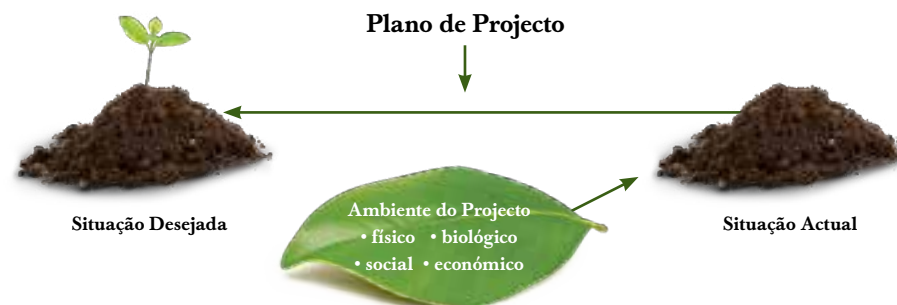 Plano de Projecto
Situação Desejada
Ambiente do Projecto
• físico • biológico
• social • económico
Situação Actual